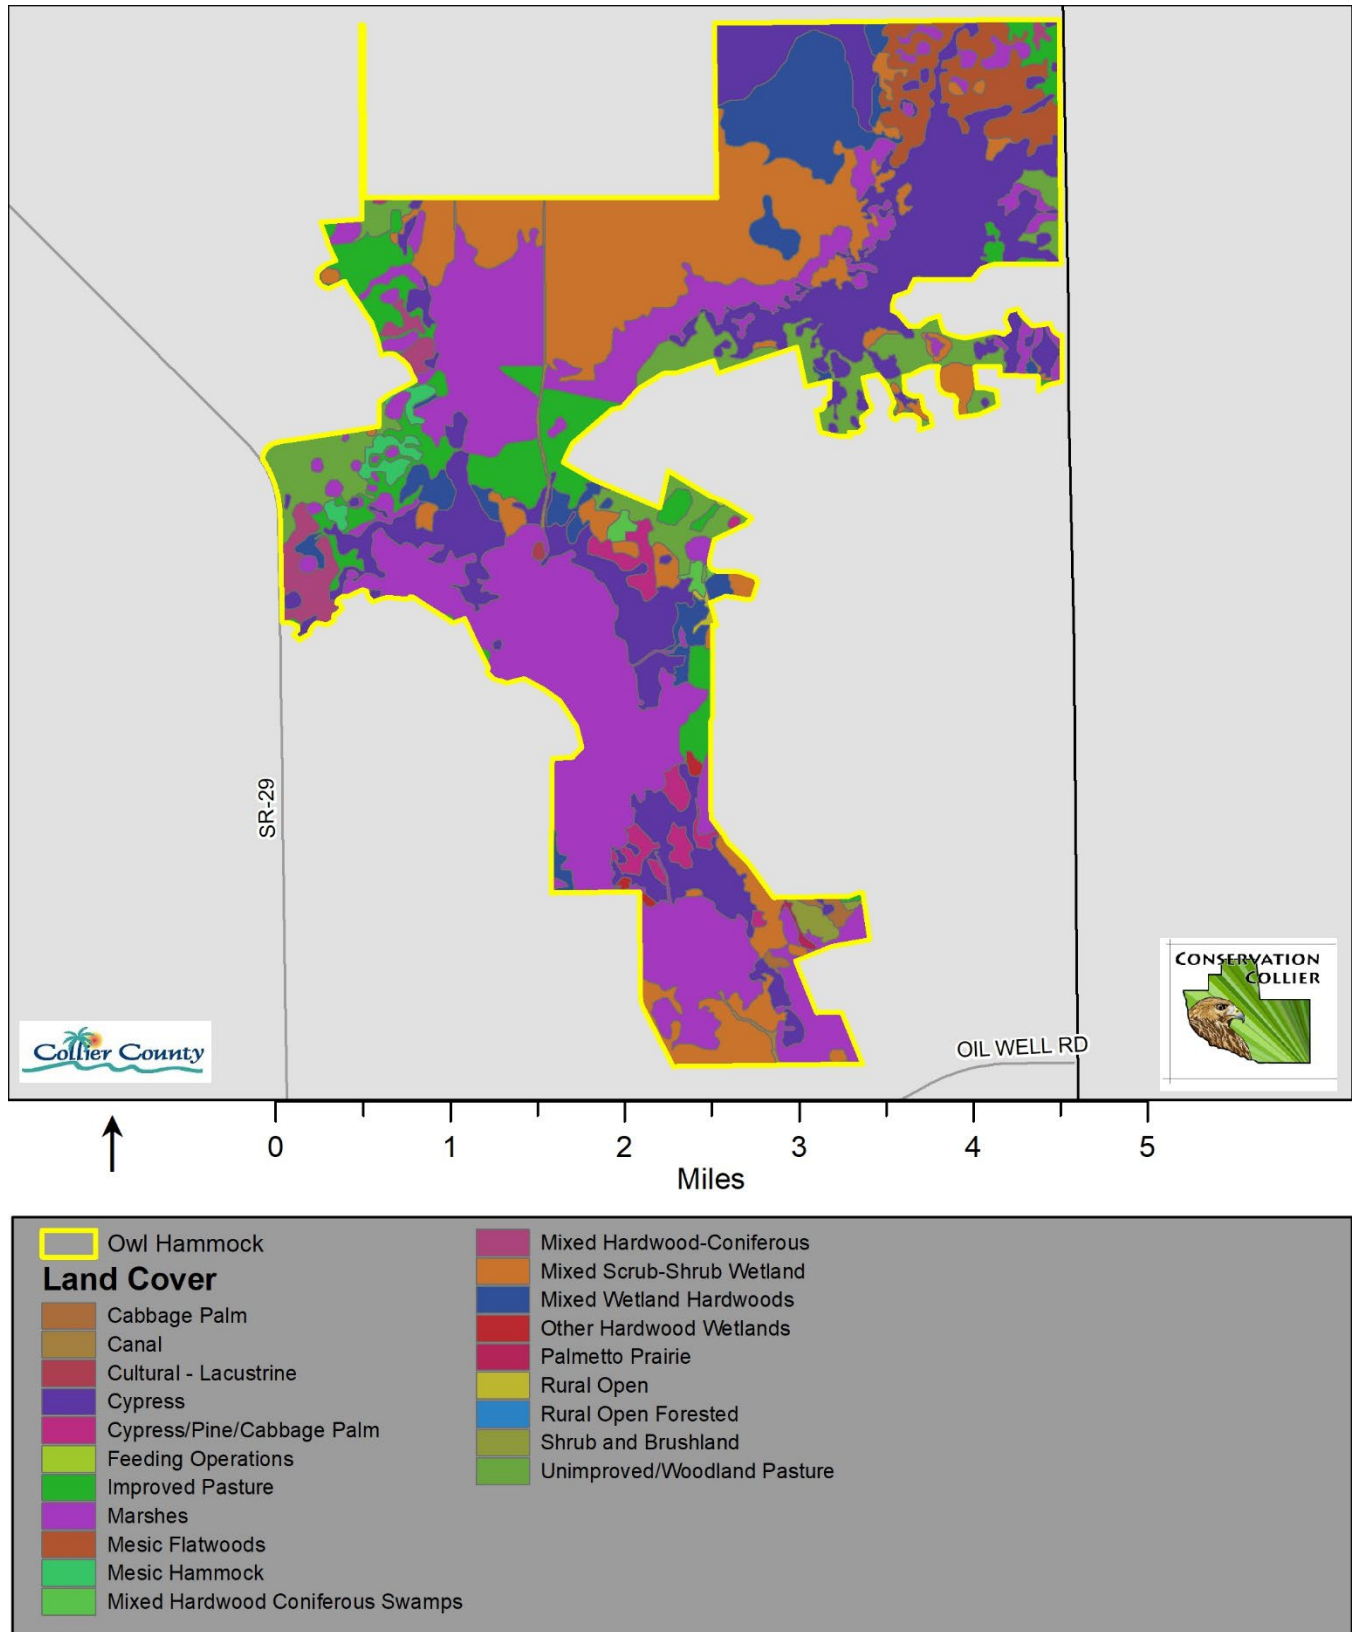 SR-29
OIL WELL RD
Collier County
CONSERVATION
COLLIER
0 1 2 3 4 5
Miles
Owl Hammock
Land Cover
Cabbage Palm
Canal
Cultural - Lacustrine
Cypress
Cypress/Pine/Cabbage Palm
Feeding Operations
Improved Pasture
Marshes
Mesic Flatwoods
Mesic Hammock
Mixed Hardwood Coniferous Swamps
Mixed Hardwood-Coniferous
Mixed Scrub-Shrub Wetland
Mixed Wetland Hardwoods
Other Hardwood Wetlands
Palmetto Prairie
Rural Open
Rural Open Forested
Shrub and Brushland
Unimproved/Woodland Pasture